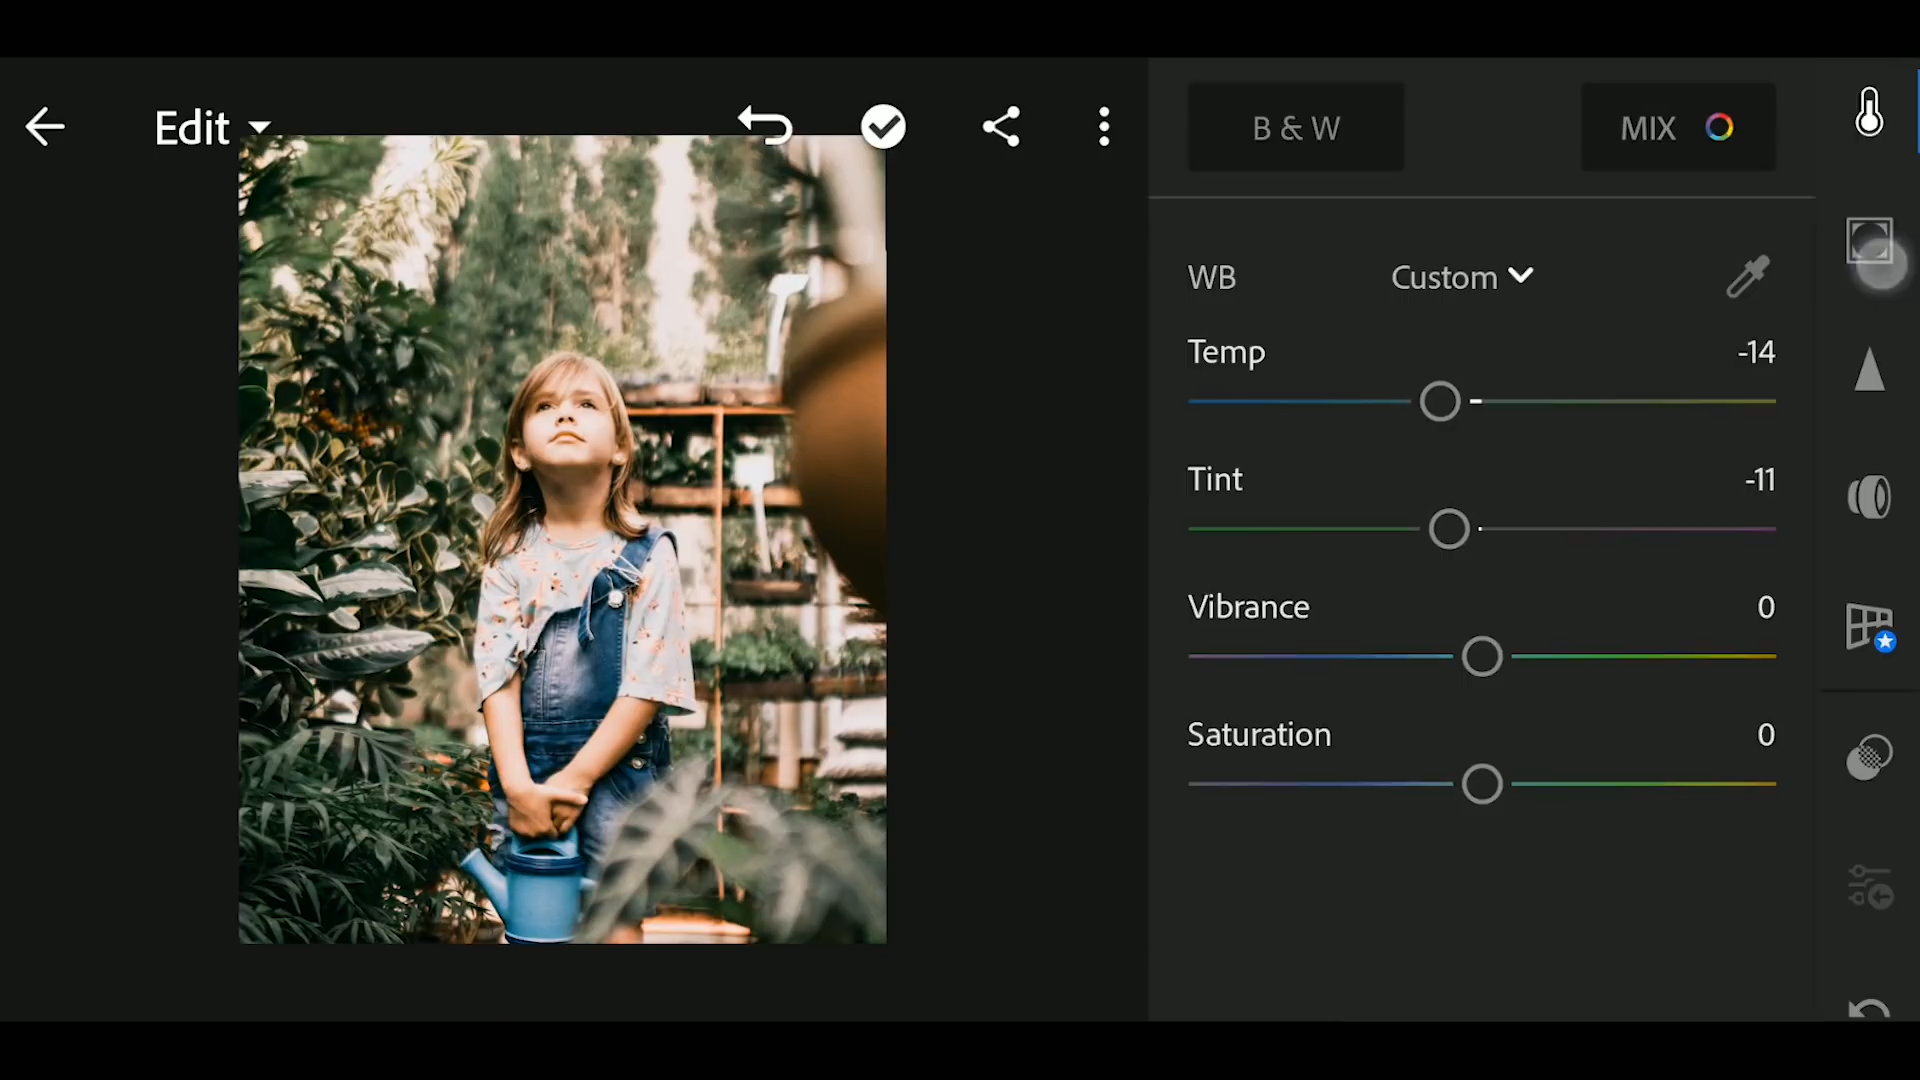 Edit
B & W
MIX
WB
Custom
Temp
-14
Tint
-11
Vibrance
0
Saturation
0